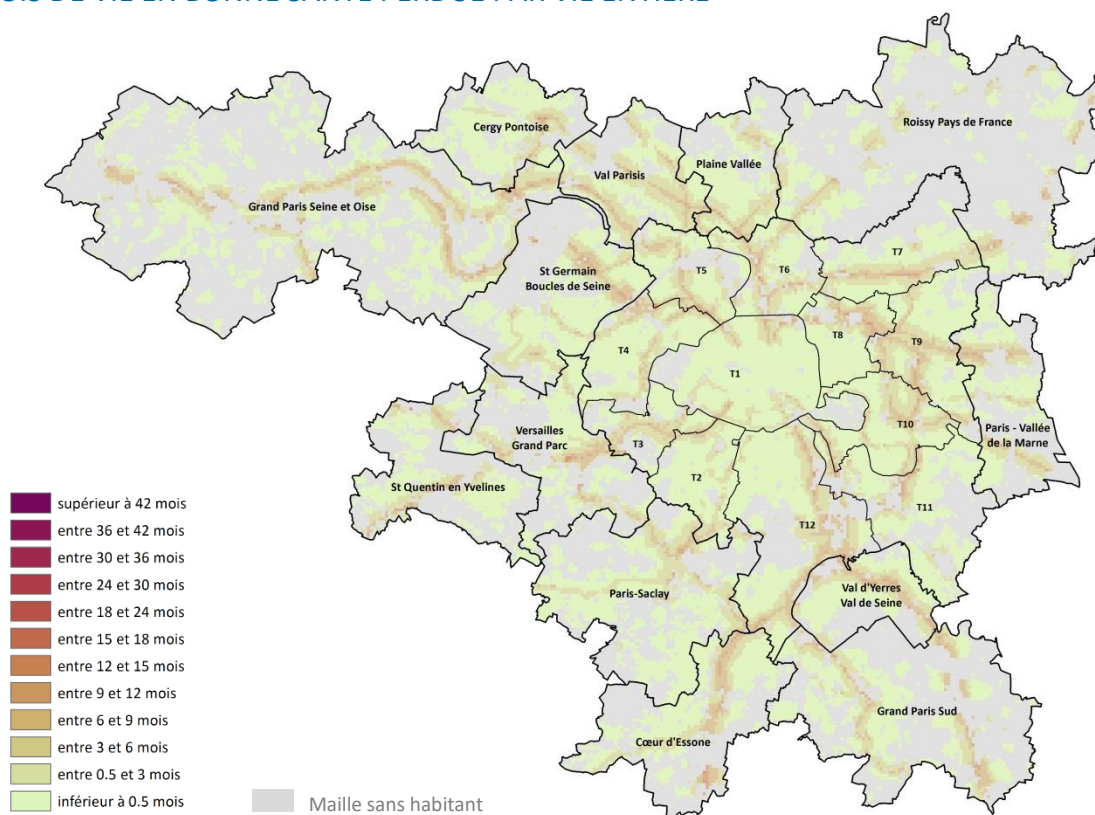 Cergy Pontoise
Roissy Pays de France
Plaine Vallée
Val Parisis
Grand Paris Seine et Oise
T7
T5
T6
St Germain
Boucles de Seine
T8
T9
T4
T1
T10
Paris - Vallée
de la Marne
Versailles
Grand Parc
T3
T2
St Quentin en Yvelines
T11
T12
Paris-Saclay
Val d'Yerres
Val de Seine
Grand Paris Sud
Cœur d'Essone
supérieur à 42 mois
entre 36 et 42 mois
entre 30 et 36 mois
entre 24 et 30 mois
entre 18 et 24 mois
entre 15 et 18 mois
entre 12 et 15 mois
entre 9 et 12 mois
entre 6 et 9 mois
entre 3 et 6 mois
entre 0.5 et 3 mois
inférieur à 0.5 mois
Maille sans habitant